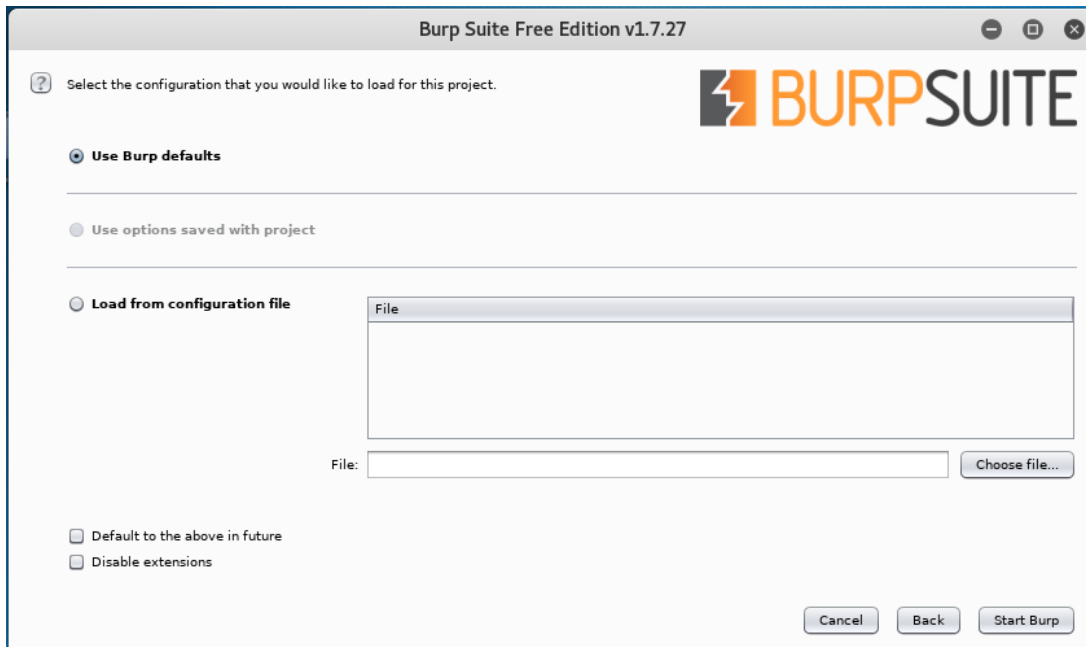 Burp Suite Free Edition v1.7.27
? Select the configuration that you would like to load for this project.
BURPSUITE
Use Burp defaults
Use options saved with project
Load from configuration file
File
File:
Choose file...
Default to the above in future
Disable extensions
Cancel Back Start Burp